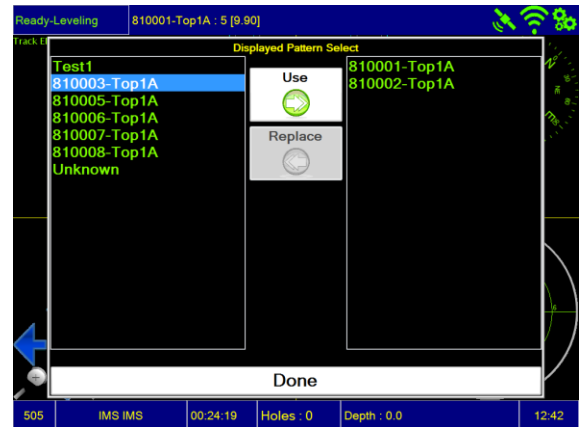 Ready-Leveling
810001-Top1A : 5 [9.90]
Displayed Pattern Select
Test1
810003-Top1A
810005-Top1A
810006-Top1A
810007-Top1A
810008-Top1A
Unknown
Use
Replace
810001-Top1A
810002-Top1A
Done
505
IMS IMS
00:24:19
Holes : 0
Depth : 0.0
12:42